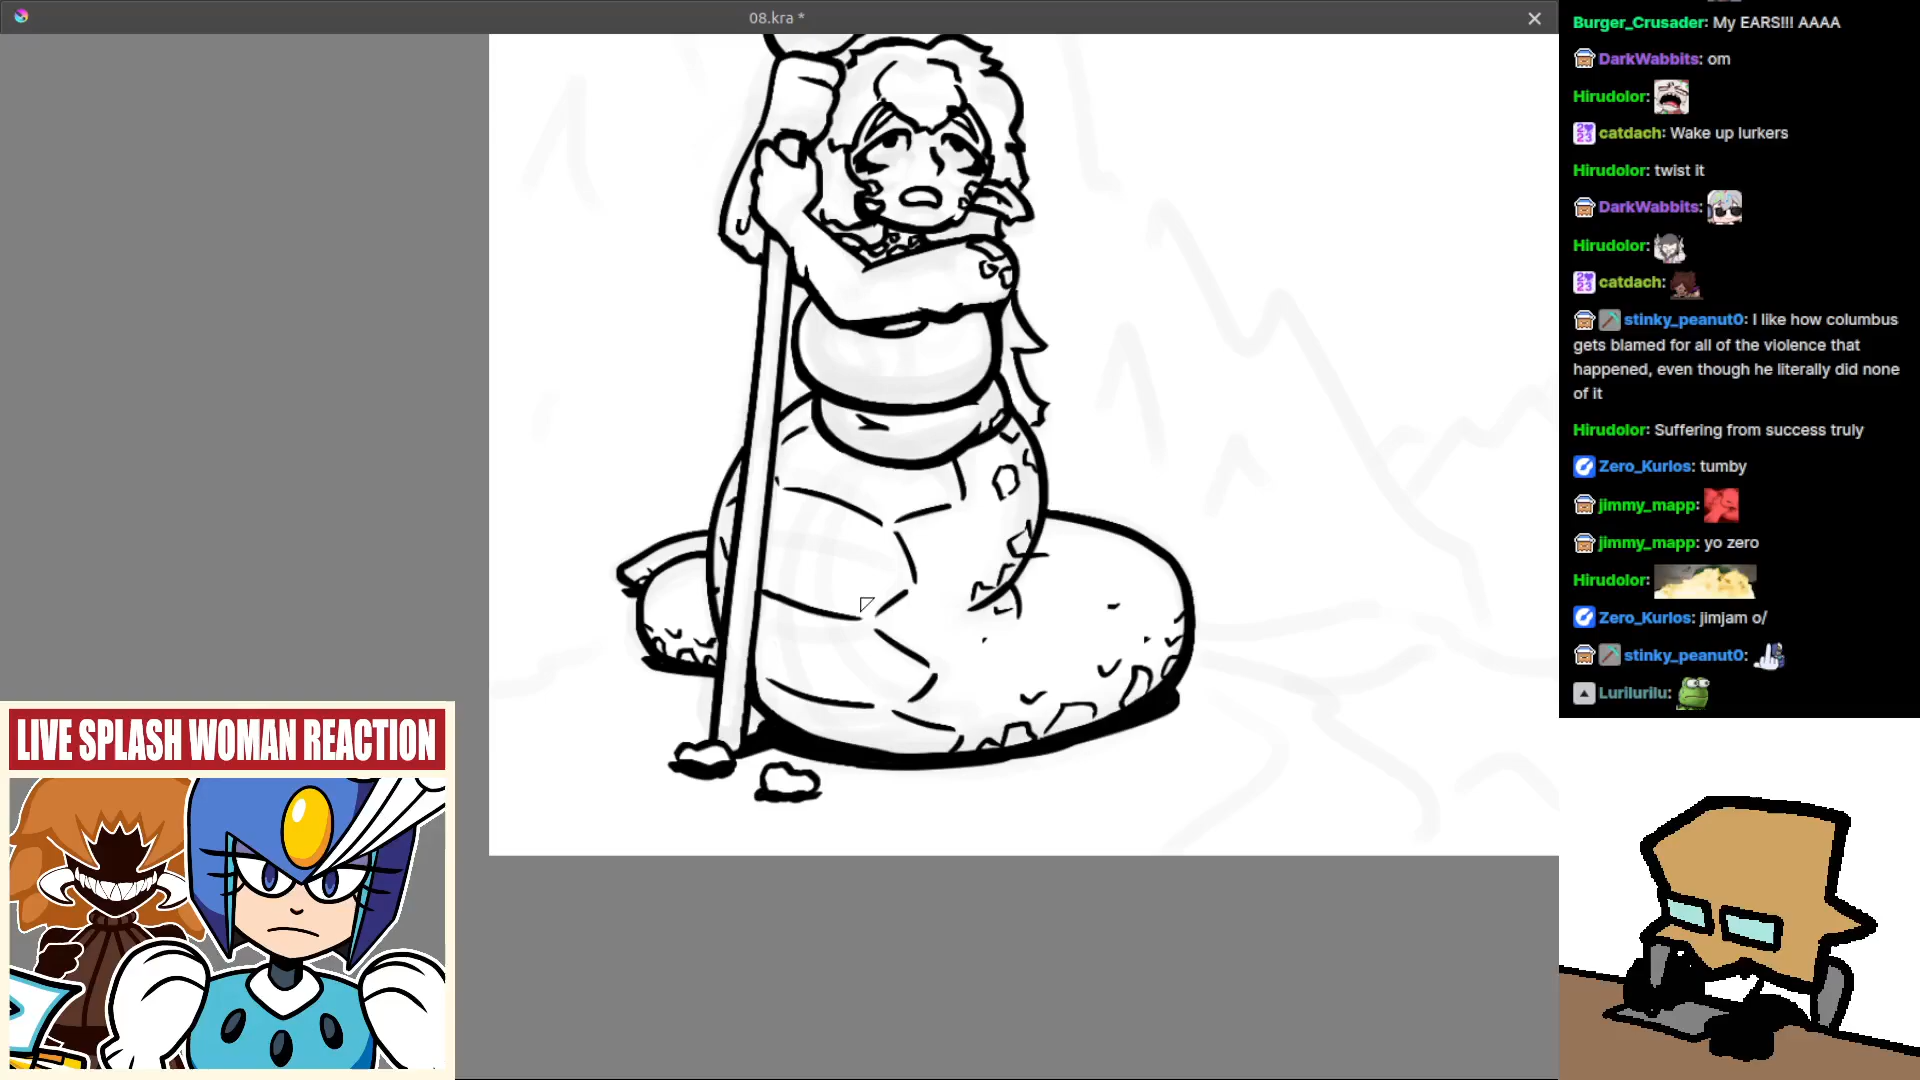 08.kra *
Burger_Crusader: My EARS!!! AAAA
DarkWabbits: om
Hirudolor:
catdach: Wake up lurkers
Hirudolor: twist it
DarkWabbits:
Hirudolor:
catdach:
stinky_peanut0: I like how columbus
gets blamed for all of the violence that
happened, even though he literally did none
of it
Hirudolor: Suffering from success truly
Zero_Kurlos: tumby
jimmy_mapp:
jimmy_mapp: yo zero
Hirudolor:
Zero_Kurlos: jimjam o/
stinky_peanut0:
Lurilurilu:
LIVE SPLASH WOMAN REACTION